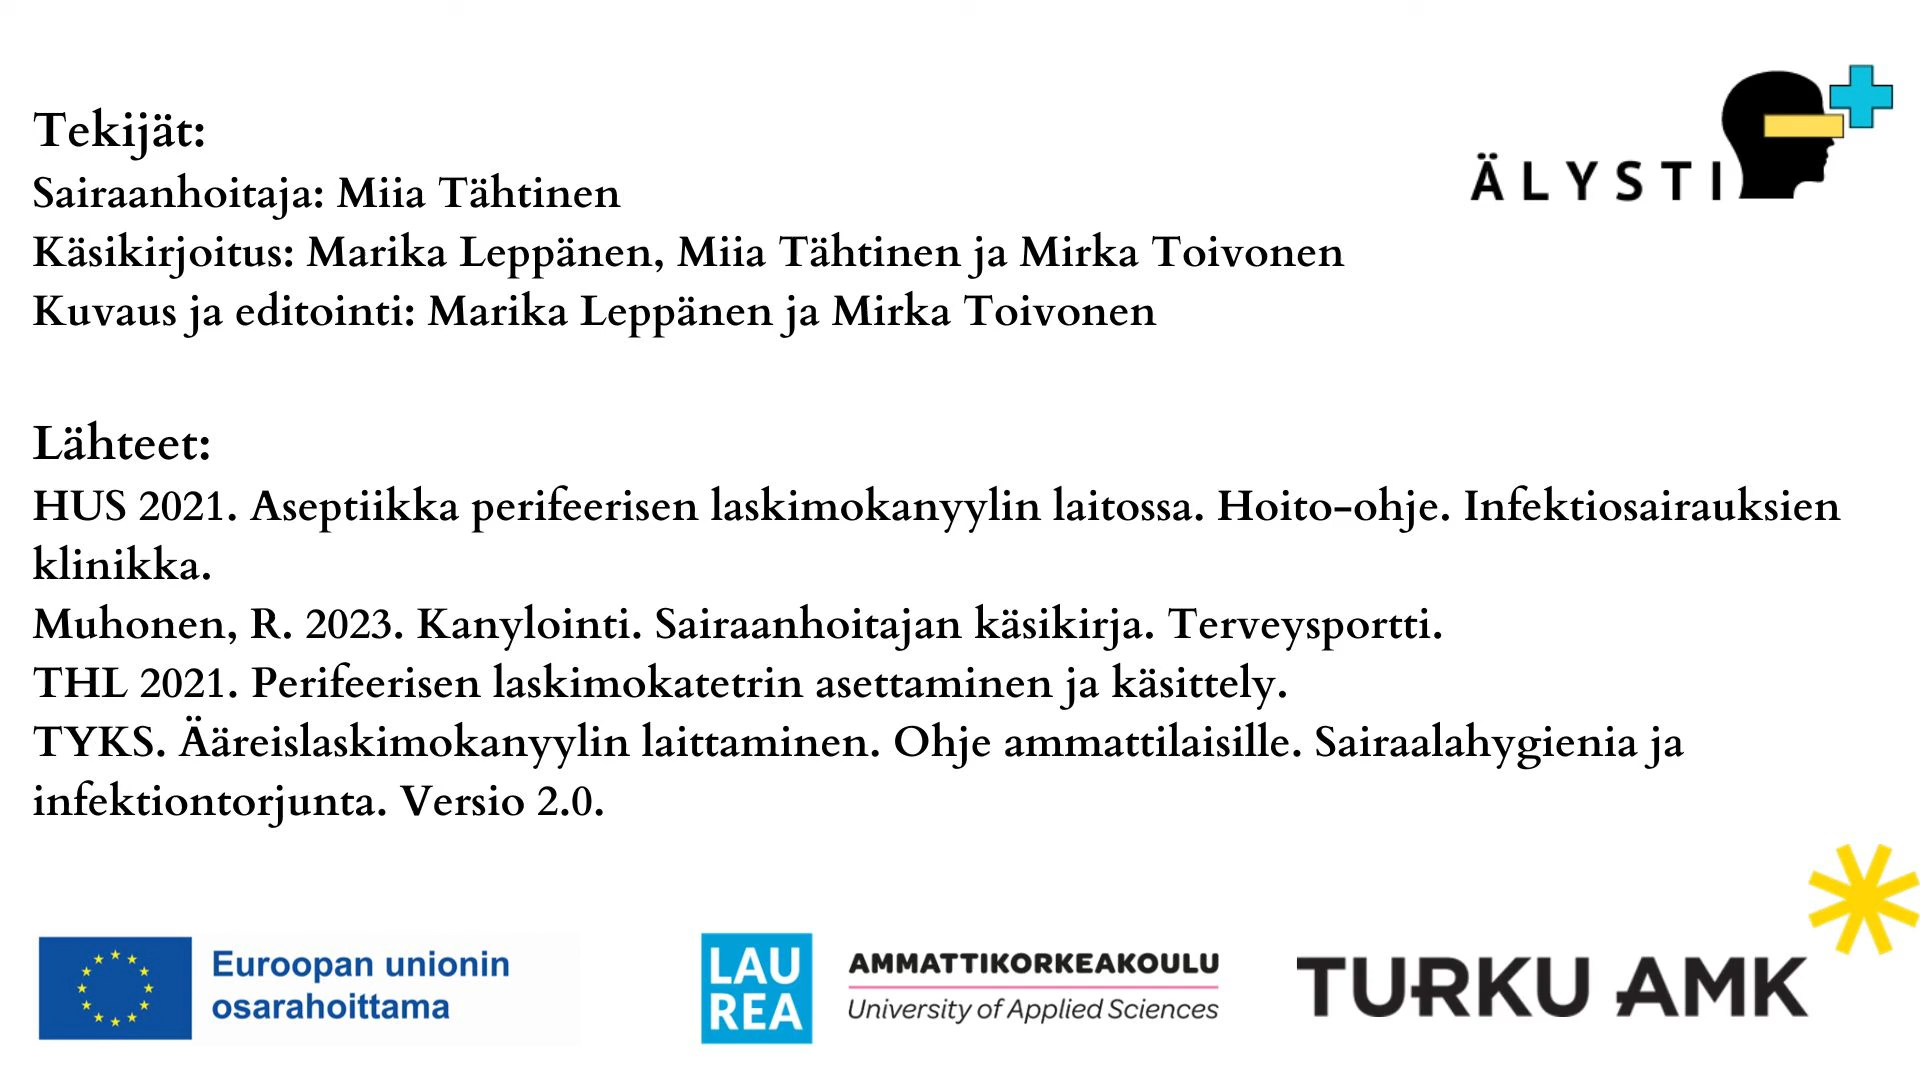 Tekijät:
Sairaanhoitaja: Miia Tähtinen
Käsikirjoitus: Marika Leppänen, Miia Tähtinen ja Mirka Toivonen
Kuvaus ja editointi: Marika Leppänen ja Mirka Toivonen
ÄLYSTI
Lähteet:
HUS 2021. Aseptiikka perifeerisen laskimokanyylin laitossa. Hoito-ohje. Infektiosairauksien
klinikka.
Muhonen, R. 2023. Kanylointi. Sairaanhoitajan käsikirja. Terveysportti.
THL 2021. Perifeerisen laskimokatetrin asettaminen ja käsittely.
TYKS. Ääreislaskimokanyylin laittaminen. Ohje ammattilaisille. Sairaalahygienia ja
infektiontorjunta. Versio 2.0.
Euroopan unionin
osarahoittama
LAU
REA
AMMATTIKORKEAKOULU
University of Applied Sciences
TURKU AMK